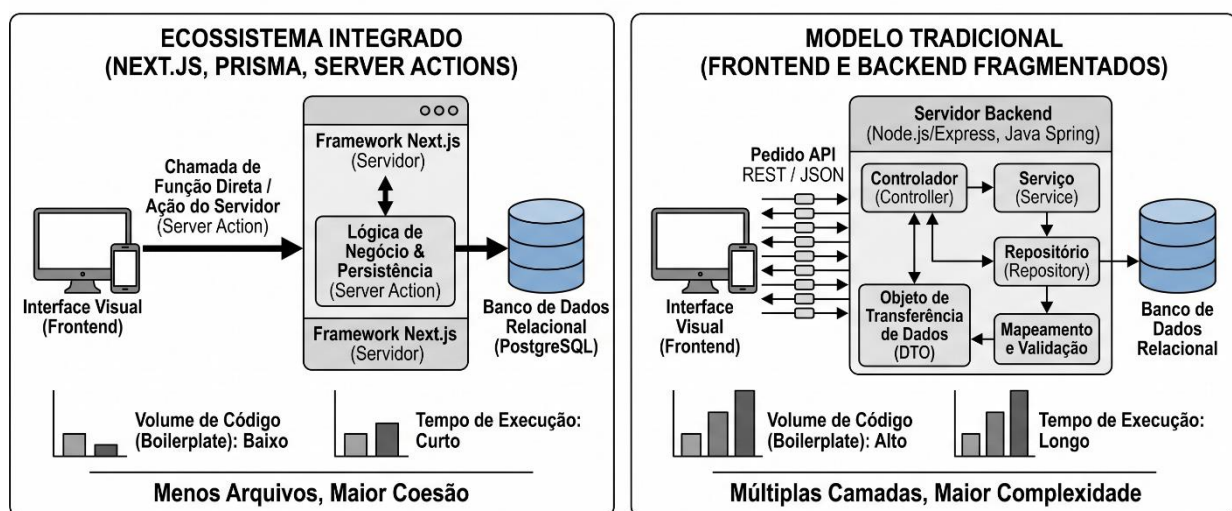 ECOSSISTEMA INTEGRADO
(NEXT.JS, PRISMA, SERVER ACTIONS)
Chamada de
Função Direta /
Ação do Servidor
(Server Action)
Interface Visual
(Frontend)
Framework Next.js
(Servidor)
Lógica de
Negócio &
Persistência
(Server Action)
Framework Next.js
(Servidor)
Banco de Dados
Relacional
(PostgreSQL)
Volume de Código
(Boilerplate): Baixo
Tempo de Execução:
Curto
Menos Arquivos, Maior Coesão
MODELO TRADICIONAL
(FRONTEND E BACKEND FRAGMENTADOS)
Pedido API
REST / JSON
Interface
Visual
(Frontend)
Servidor Backend
(Node.js/Express, Java Spring)
Controlador
(Controller)
Serviço
(Service)
Repositório
(Repository)
Objeto de
Transferência
de Dados
(DTO)
Mapeamento
e Validação
Banco de
Dados
Relacional
Volume de Código
(Boilerplate): Alto
Tempo de Execução:
Longo
Múltiplas Camadas, Maior Complexidade